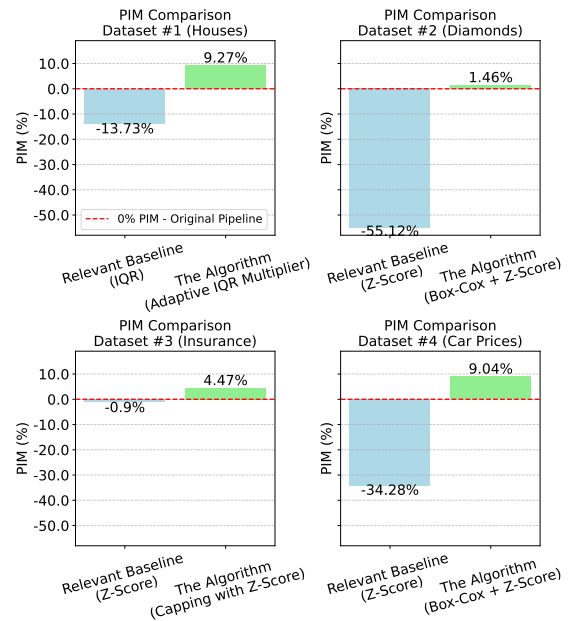 PIM Comparison
Dataset #1 (Houses)
PIM (%)
10.0
0.0
-10.0
-20.0
-30.0
-40.0
-50.0
9.27%
-13.73%
0% PIM - Original Pipeline
Relevant Baseline
(IQR)
The Algorithm
(Adaptive IQR Multiplier)
PIM Comparison
Dataset #2 (Diamonds)
PIM (%)
1.46%
-55.12%
Relevant Baseline
(Z-Score)
The Algorithm
(Box-Cox + Z-Score)
PIM Comparison
Dataset #3 (Insurance)
PIM (%)
10.0
0.0
-10.0
-20.0
-30.0
-40.0
-50.0
4.47%
-0.9%
Relevant Baseline
(Z-Score)
The Algorithm
(Capping with Z-Score)
PIM Comparison
Dataset #4 (Car Prices)
PIM (%)
9.04%
-34.28%
Relevant Baseline
(Z-Score)
The Algorithm
(Box-Cox + Z-Score)